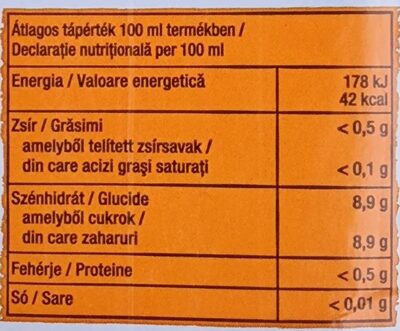 Átlagos tápérték 100 ml termékben /
Declarație nutrițională per 100 ml
Energia / Valoare energetică 178 kJ
42 kcal
Zsír / Grăsimi < 0,5 g
amelyből telített zsírsavak /
din care acizi grași saturați < 0,1 g
Szénhidrát / Glucide 8,9 g
amelyből cukrok /
din care zaharuri 8,9 g
Fehérje / Proteine < 0,5 g
Só / Sare < 0,01 g